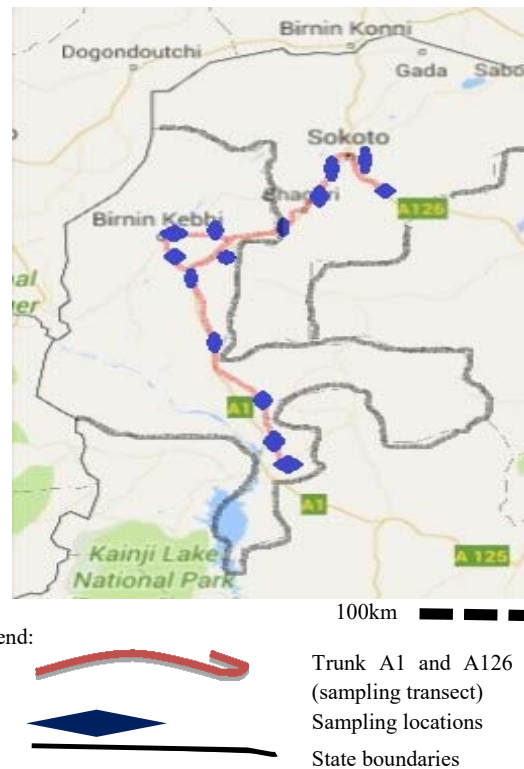 Birnin Konni
Dogondoutchi
Gada
Sabo
Sokoto
A126
Birnin Kebbi
A1
A1
Kainji Lake
National Park
A 125
100km
end:
Trunk A1 and A126
(sampling transect)
Sampling locations
State boundaries